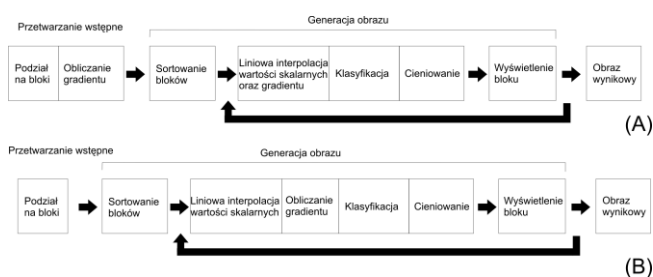 Generacja obrazu
Przetwarzanie wstępne
Podział
na bloki
Obliczanie
gradientu
Sortowanie
bloków
Liniowa interpolacja
wartości skalarnych
oraz gradientu
Klasyfikacja
Cieniowanie
Wyświetlenie
bloku
Obraz
wynikowy
(A)
Przetwarzanie wstępne
Generacja obrazu
Podział
na bloki
Sortowanie
bloków
Liniowa interpolacja
wartości skalarnych
Obliczanie
gradientu
Klasyfikacja
Cieniowanie
Wyświetlenie
bloku
Obraz
wynikowy
(B)